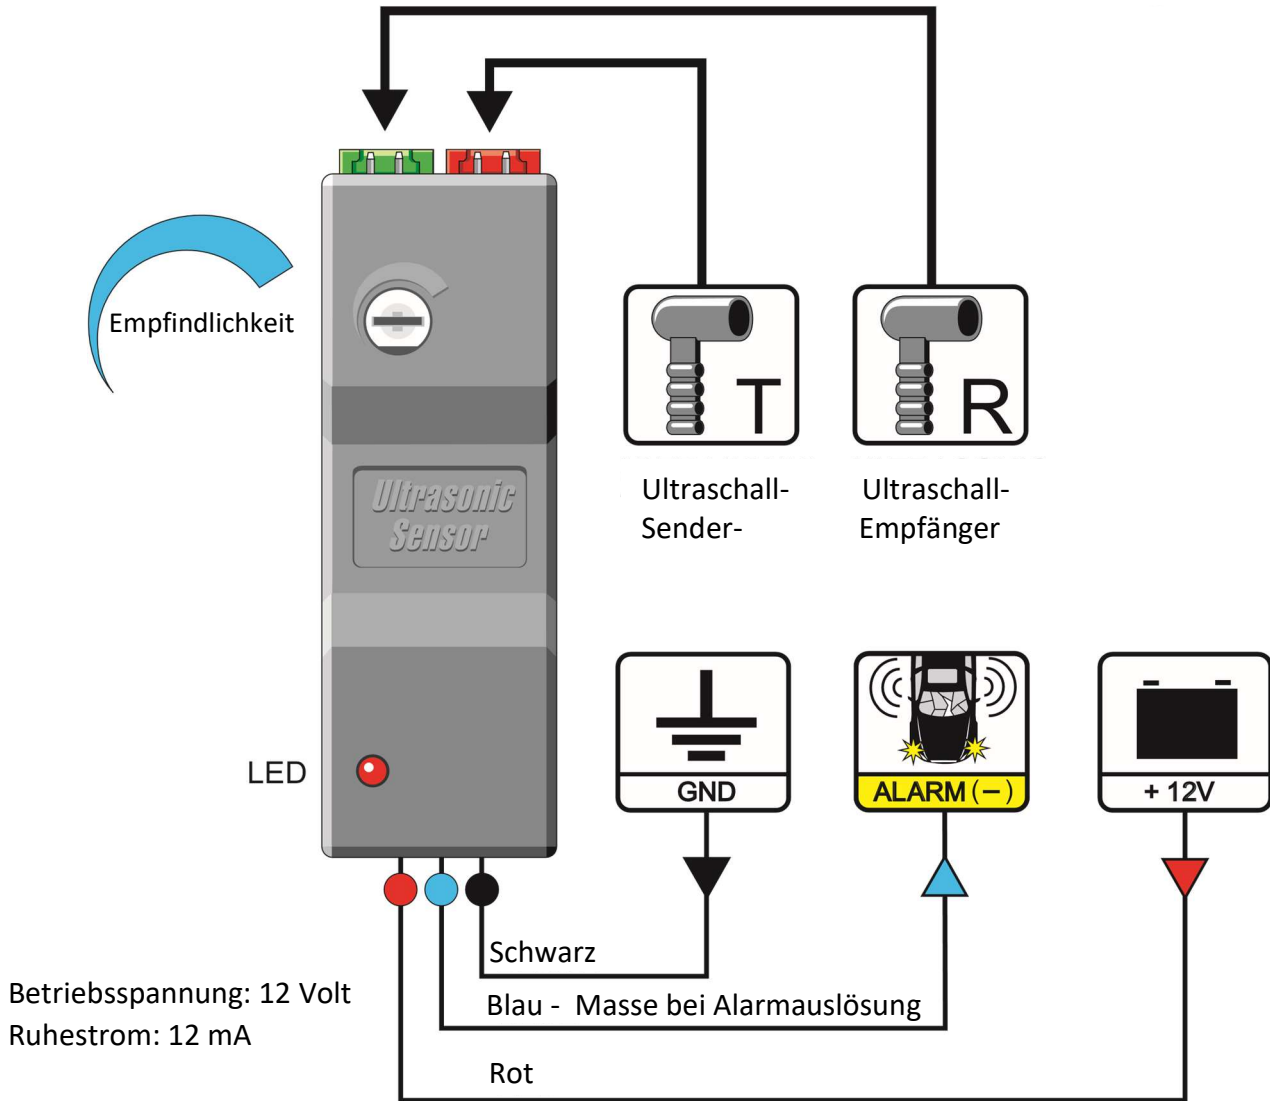 Empfindlichkeit
Ultrasonic
Sensor
T
R
Ultraschall-
Sender-
Ultraschall-
Empfänger
LED
GND
ALARM (−)
+ 12V
Schwarz
Blau - Masse bei Alarmauslösung
Rot
Betriebsspannung: 12 Volt
Ruhestrom: 12 mA